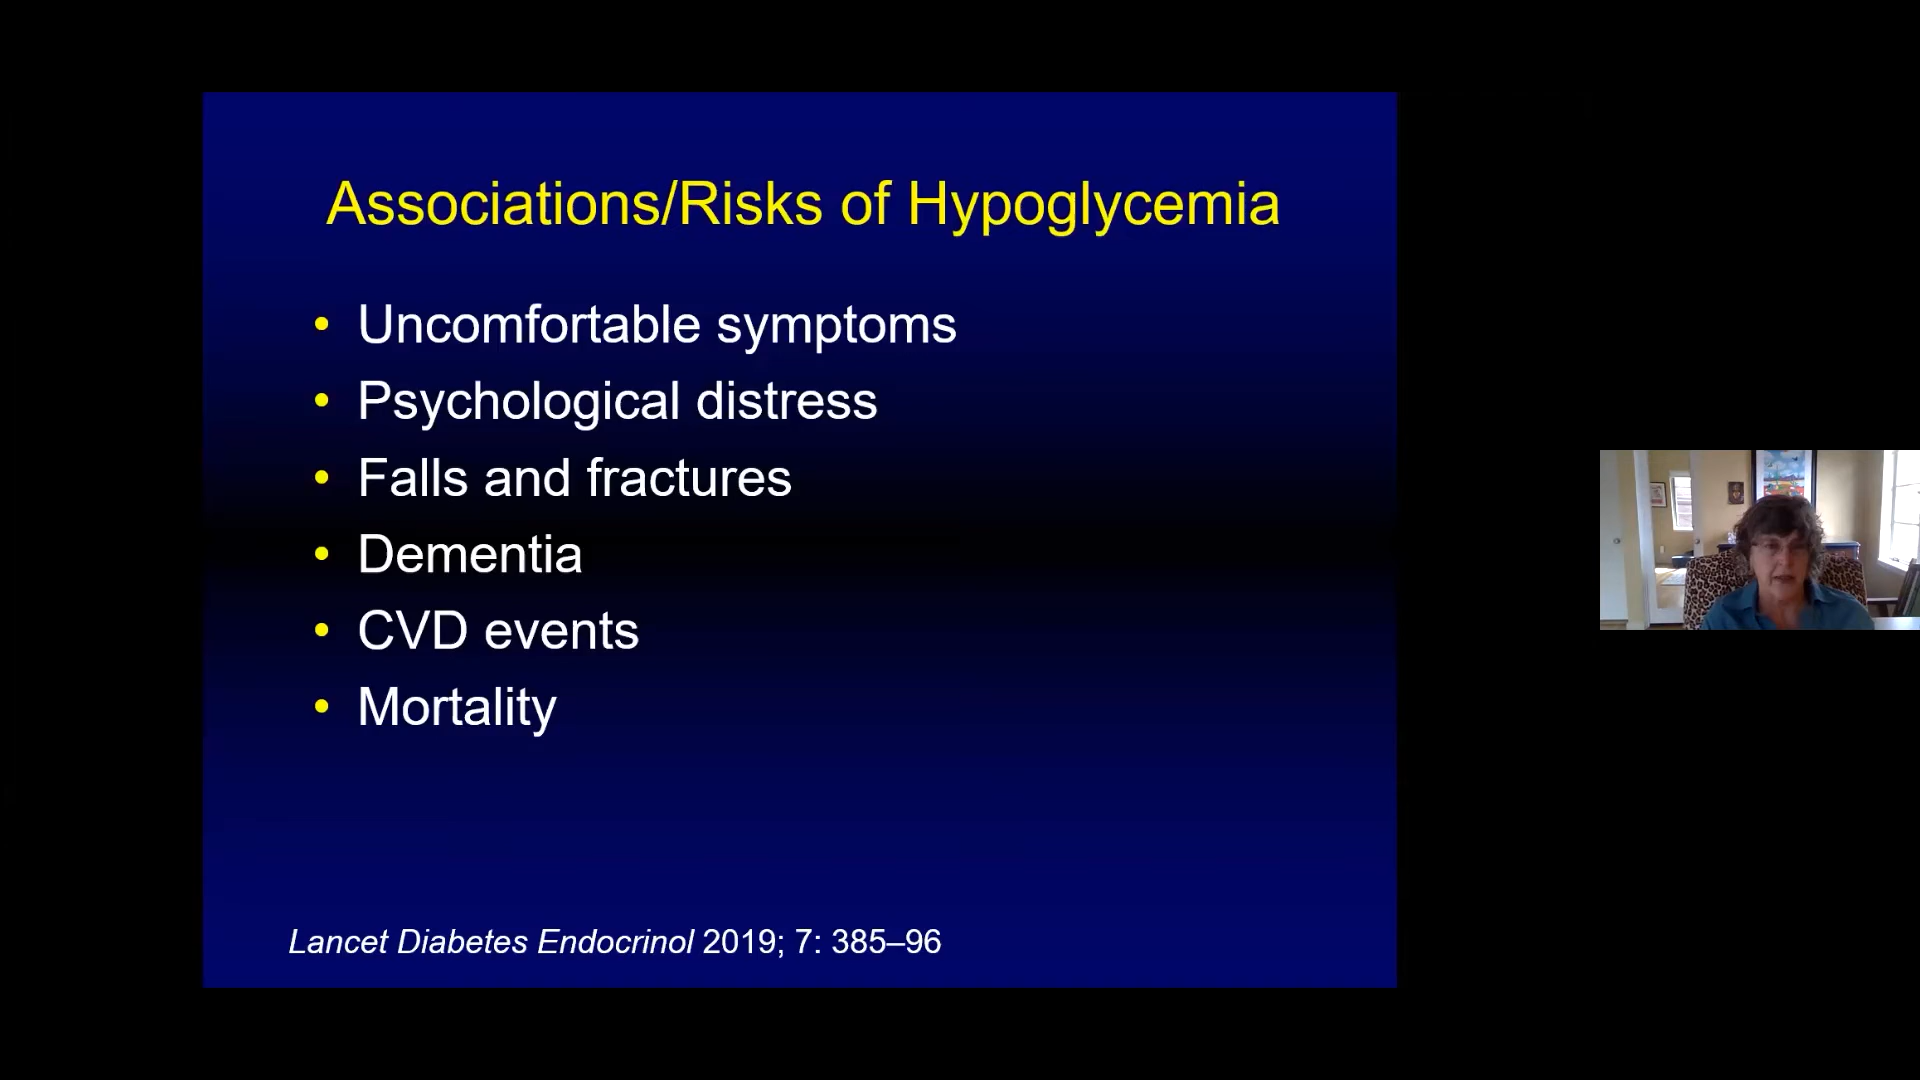 Associations/Risks of Hypoglycemia
• Uncomfortable symptoms
• Psychological distress
• Falls and fractures
• Dementia
• CVD events
• Mortality
Lancet Diabetes Endocrinol 2019; 7: 385–96